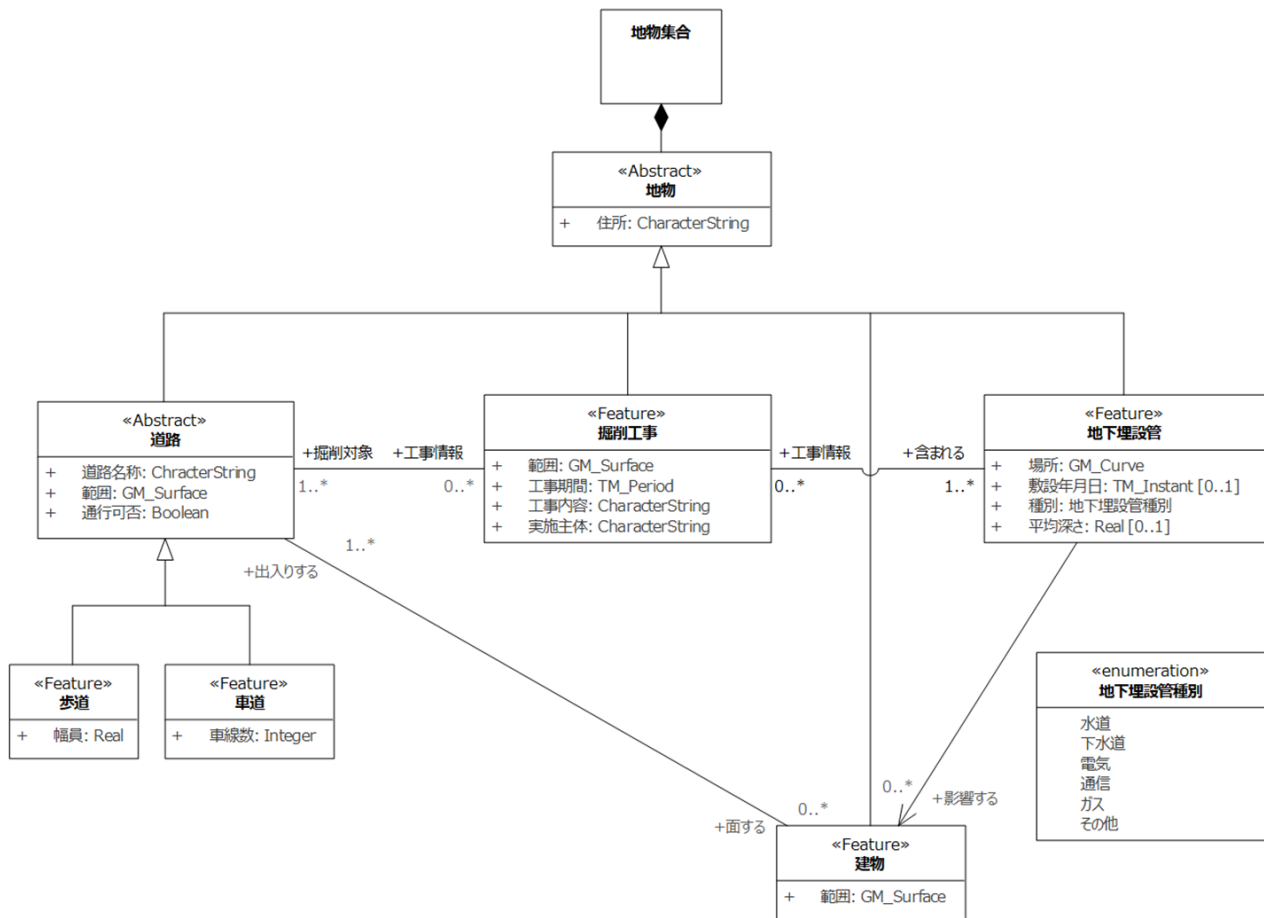 地物集合
«Abstract»
地物
+ 住所: CharacterString
«Abstract»
道路
+ 道路名称: ChracterString
+ 範囲: GM_Surface
+ 通行可否: Boolean
+掘削対象
1..*
+工事情報
0..*
«Feature»
掘削工事
+ 範囲: GM_Surface
+ 工事期間: TM_Period
+ 工事内容: CharacterString
+ 実施主体: CharacterString
+工事情報
0..*
+含まれる
1..*
«Feature»
地下埋設管
+ 場所: GM_Curve
+ 敷設年月日: TM_Instant [0..1]
+ 種別: 地下埋設管種別
+ 平均深さ: Real [0..1]
1..*
+出入りする
«Feature»
歩道
+ 幅員: Real
«Feature»
車道
+ 車線数: Integer
«enumeration»
地下埋設管種別
水道
下水道
電気
通信
ガス
その他
0..*
+面する
0..*
+影響する
«Feature»
建物
+ 範囲: GM_Surface